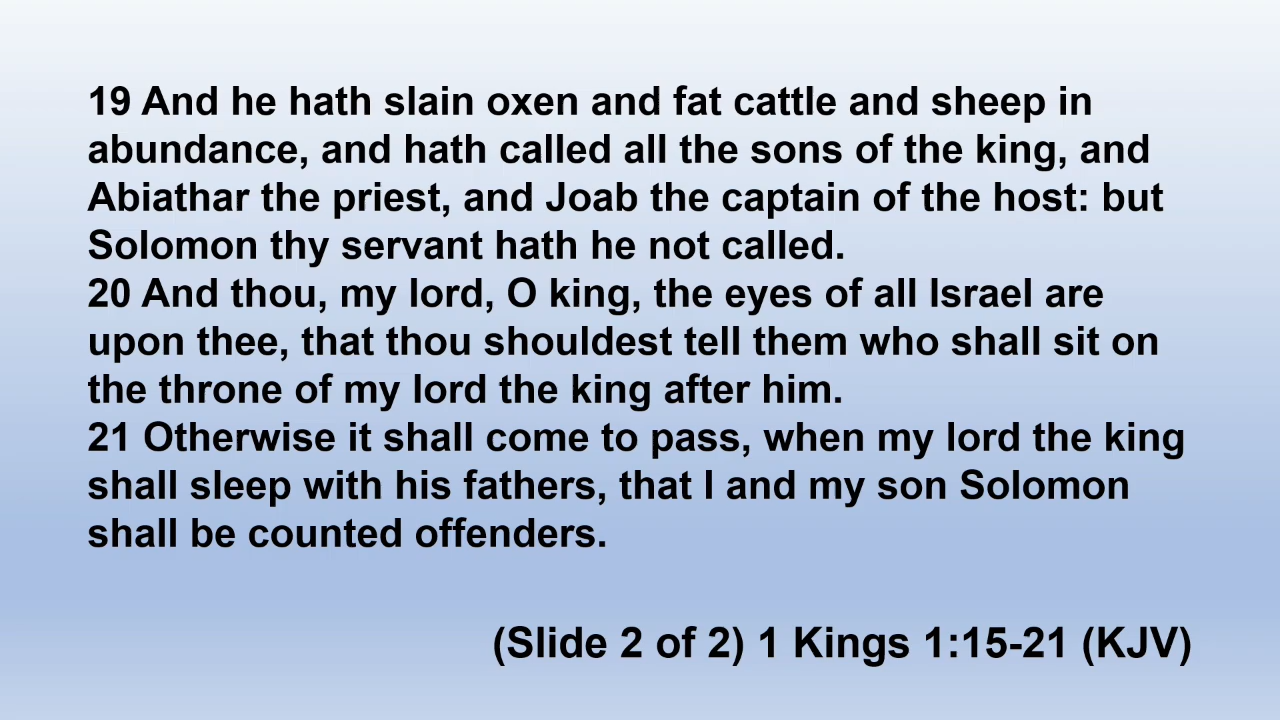 19 And he hath slain oxen and fat cattle and sheep in
abundance, and hath called all the sons of the king, and
Abiathar the priest, and Joab the captain of the host: but
Solomon thy servant hath he not called.
20 And thou, my lord, O king, the eyes of all Israel are
upon thee, that thou shouldest tell them who shall sit on
the throne of my lord the king after him.
21 Otherwise it shall come to pass, when my lord the king
shall sleep with his fathers, that I and my son Solomon
shall be counted offenders.
(Slide 2 of 2) 1 Kings 1:15-21 (KJV)